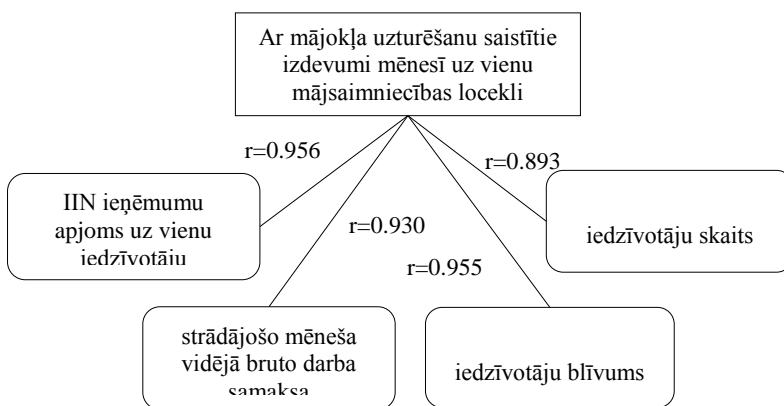 Ar mājokļa uzturēšanu saistītie
izdevumi mēnesī uz vienu
mājsaimniecības locekli
r=0.956
r=0.893
IIN ieņēmumu
apjoms uz vienu
iedzīvotāju
r=0.930
iedzīvotāju skaits
r=0.955
strādājošo mēneša
vidējā bruto darba
samaksa
iedzīvotāju blīvums